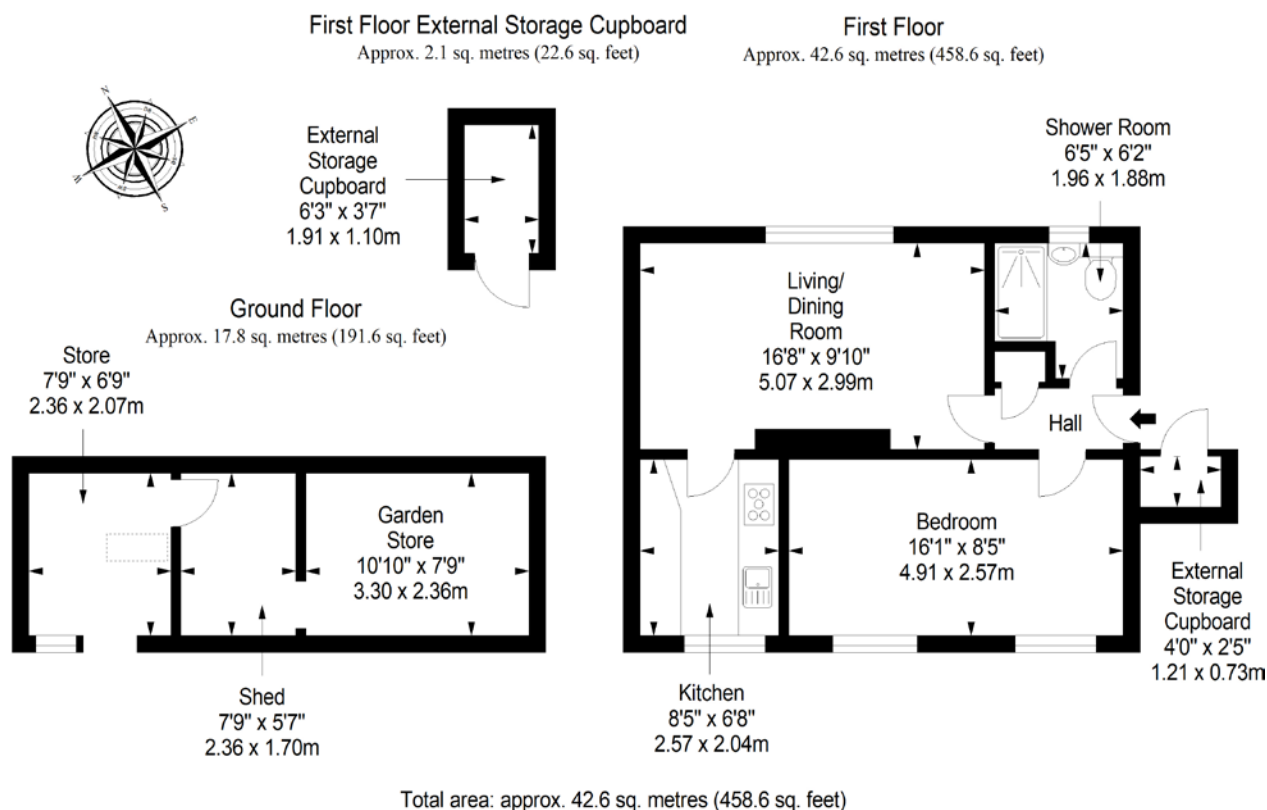 First Floor External Storage Cupboard
Approx. 2.1 sq. metres (22.6 sq. feet)
First Floor
Approx. 42.6 sq. metres (458.6 sq. feet)
N
E
S
W
External
Storage
Cupboard
6'3" x 3'7"
1.91 x 1.10m
Shower Room
6'5" x 6'2"
1.96 x 1.88m
Ground Floor
Approx. 17.8 sq. metres (191.6 sq. feet)
Store
7'9" x 6'9"
2.36 x 2.07m
Living/
Dining
Room
16'8" x 9'10"
5.07 x 2.99m
Hall
Garden
Store
10'10" x 7'9"
3.30 x 2.36m
Bedroom
16'1" x 8'5"
4.91 x 2.57m
External
Storage
Cupboard
4'0" x 2'5"
1.21 x 0.73m
Shed
7'9" x 5'7"
2.36 x 1.70m
Kitchen
8'5" x 6'8"
2.57 x 2.04m
Total area: approx. 42.6 sq. metres (458.6 sq. feet)